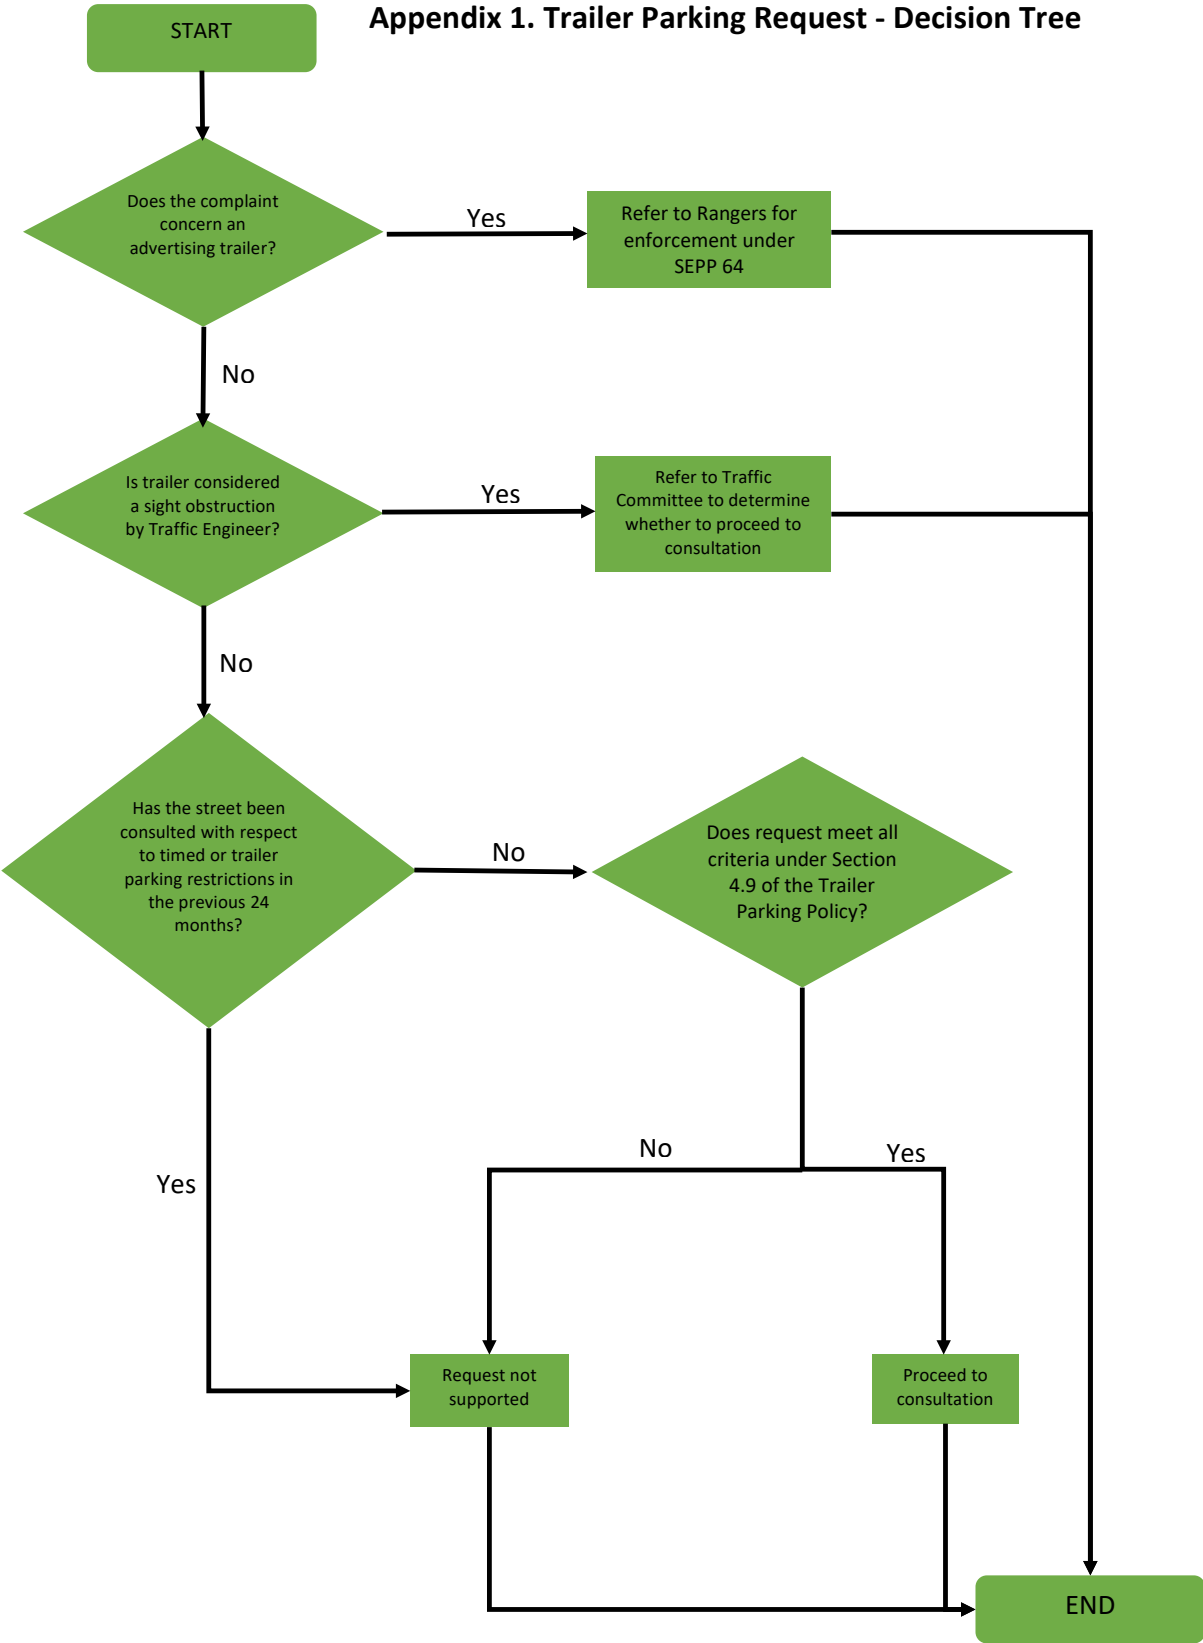 Appendix 1. Trailer Parking Request - Decision Tree
START
Does the complaint
concern an
advertising trailer?
Yes
Refer to Rangers for
enforcement under
SEPP 64
No
Is trailer considered
a sight obstruction
by Traffic Engineer?
Yes
Refer to Traffic
Committee to determine
whether to proceed to
consultation
No
Has the street been
consulted with respect
to timed or trailer
parking restrictions in
the previous 24
months?
No
Does request meet all
criteria under Section
4.9 of the Trailer
Parking Policy?
Yes
No
Yes
Request not
supported
Proceed to
consultation
END